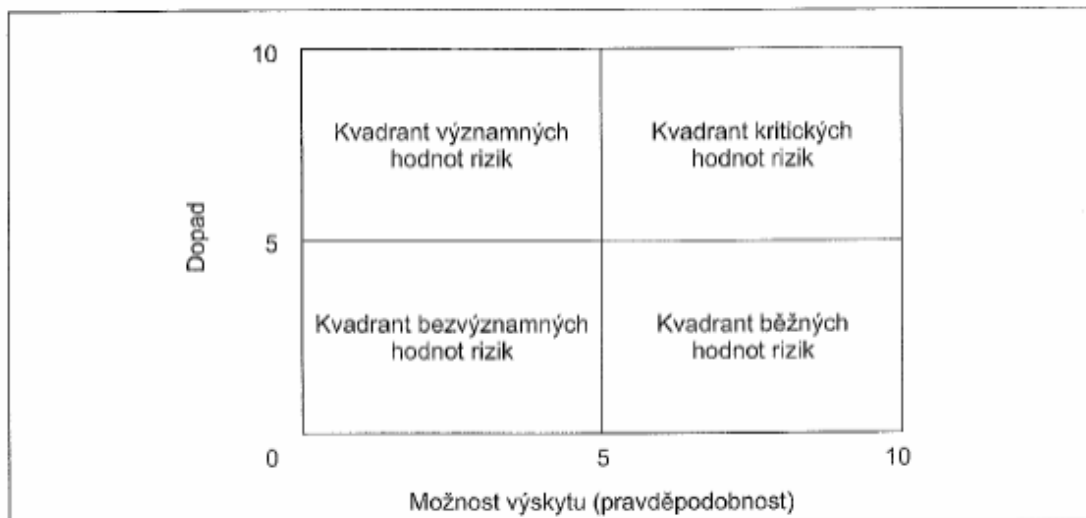 10
Kvadrant významných
hodnot rizik
Kvadrant kritických
hodnot rizik
Dopad
5
Kvadrant bezvýznamných
hodnot rizik
Kvadrant běžných
hodnot rizik
0
5
10
Možnost výskytu (pravděpodobnost)